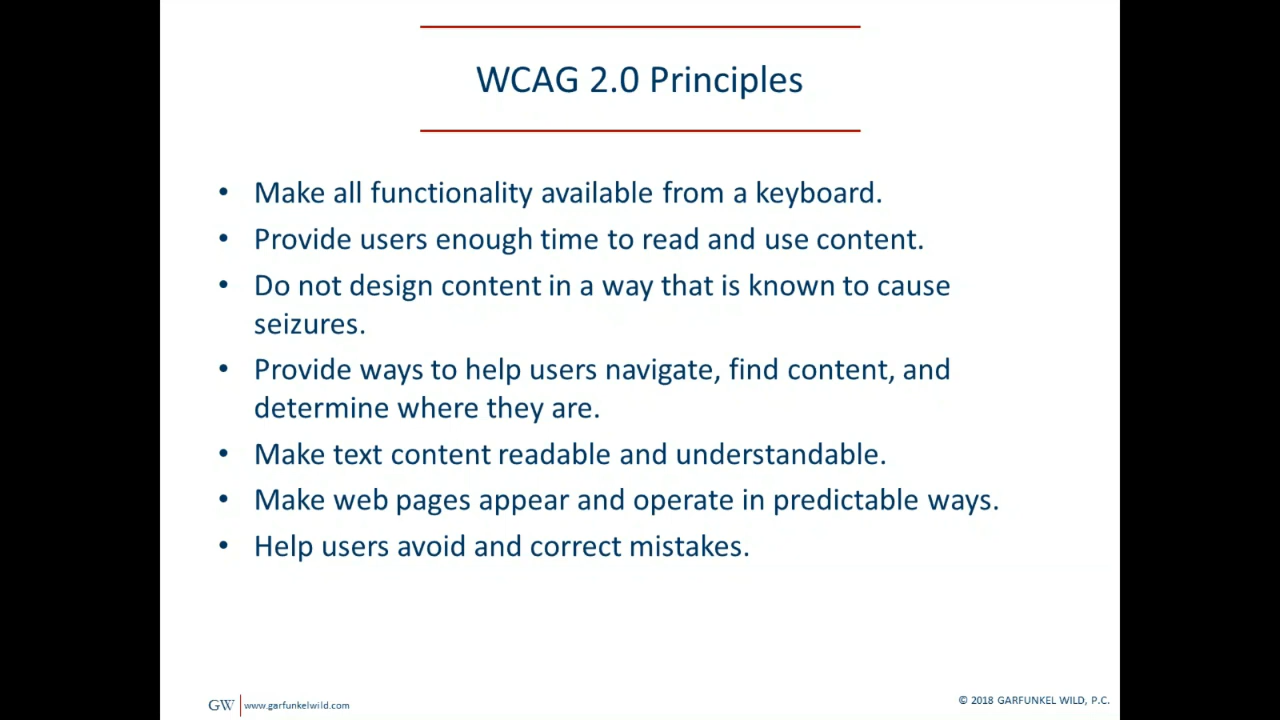 WCAG 2.0 Principles
• Make all functionality available from a keyboard.
• Provide users enough time to read and use content.
• Do not design content in a way that is known to cause
seizures.
• Provide ways to help users navigate, find content, and
determine where they are.
• Make text content readable and understandable.
• Make web pages appear and operate in predictable ways.
• Help users avoid and correct mistakes.
GW www.garfunkelwild.com
© 2018 GARFUNKEL WILD, P.C.